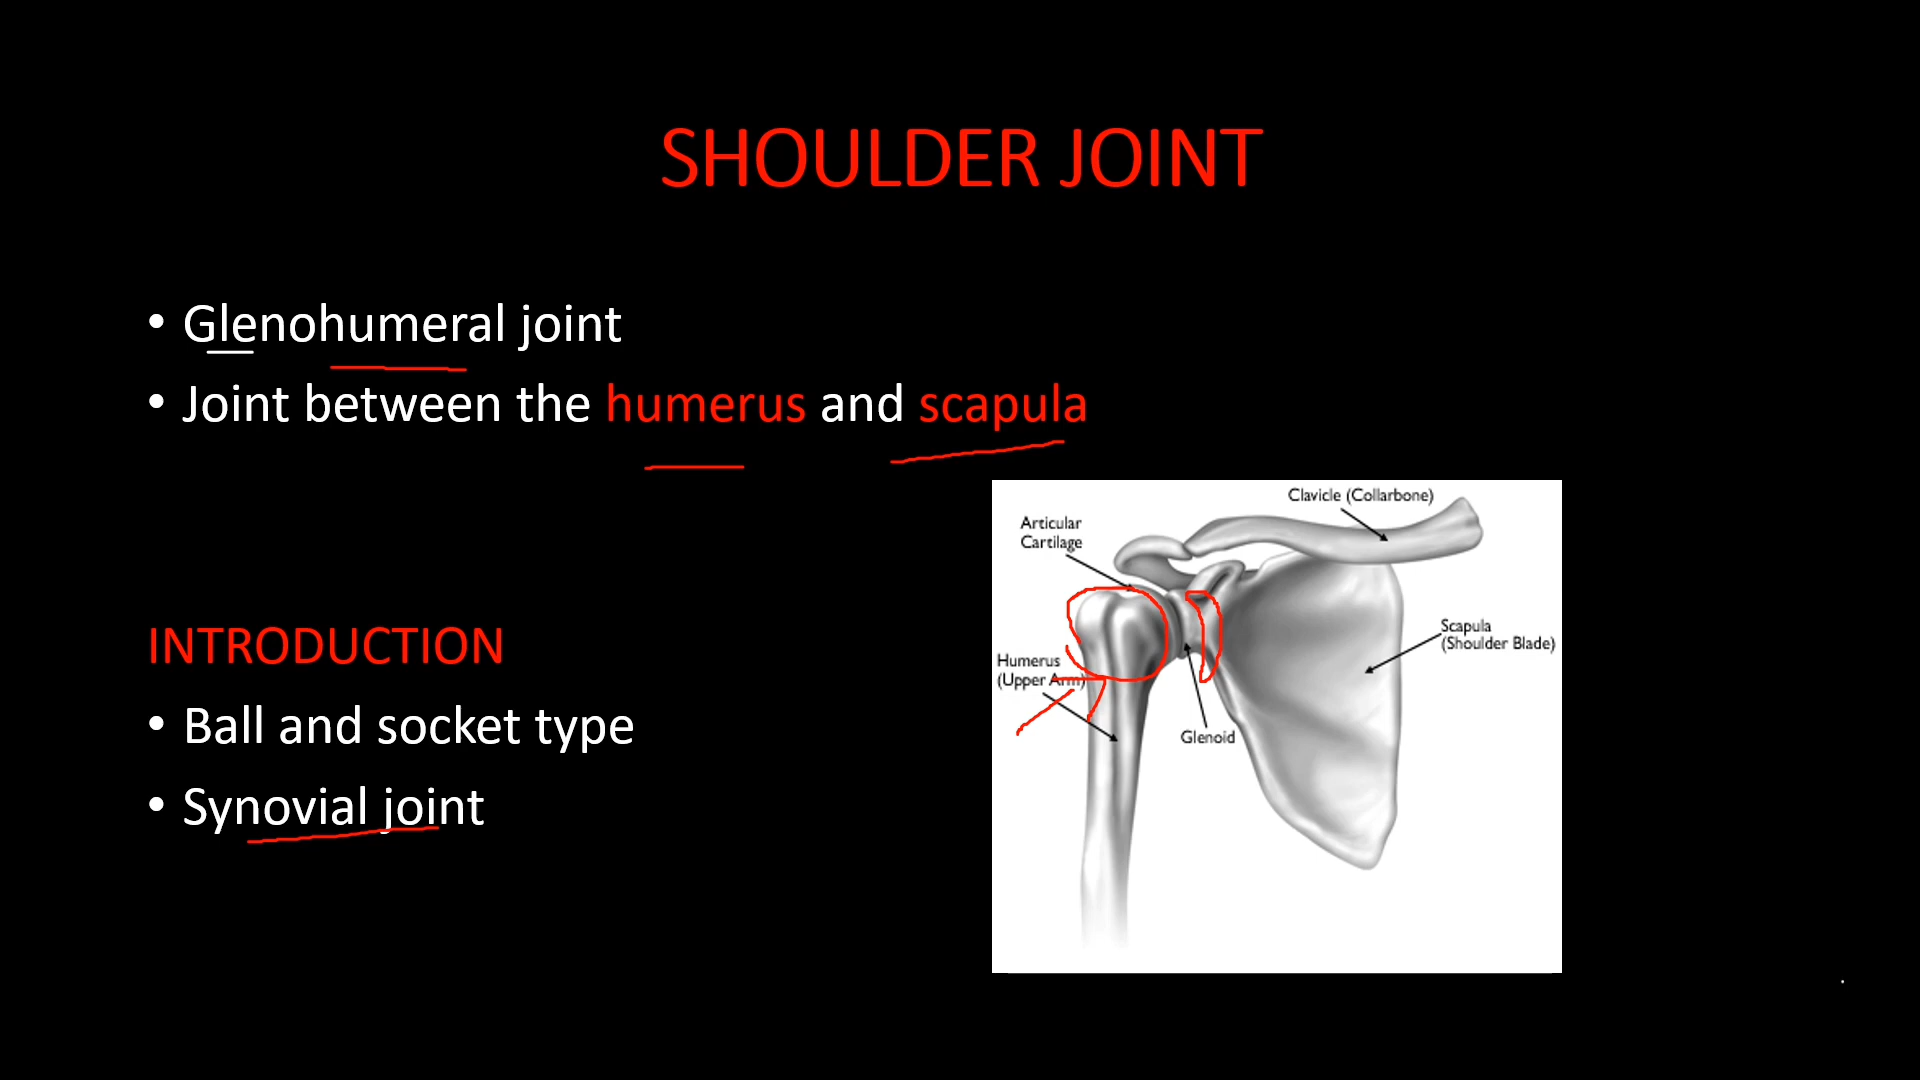 SHOULDER JOINT
• Glenohumeral joint
• Joint between the humerus and scapula
Clavicle (Collarbone)
Articular
Cartilage
Scapula
(Shoulder Blade)
Humerus
(Upper Arm)
Glenoid
INTRODUCTION
• Ball and socket type
• Synovial joint